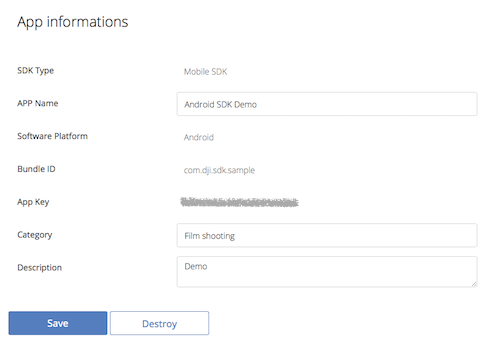 App informations
SDK Type Mobile SDK
APP Name Android SDK Demo
Software Platform Android
Bundle ID com.dji.sdk.sample
App Key
Category Film shooting
Description Demo
Save Destroy